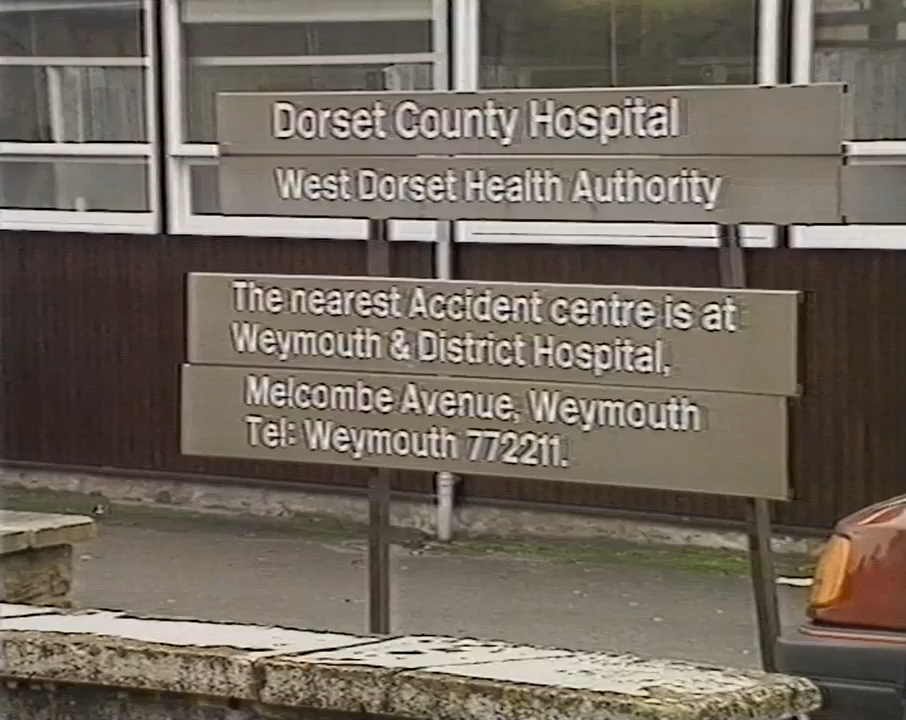 Dorset County Hospital
West Dorset Health Authority
The nearest Accident centre is at
Weymouth & District Hospital,
Melcombe Avenue, Weymouth
Tel: Weymouth 772211.